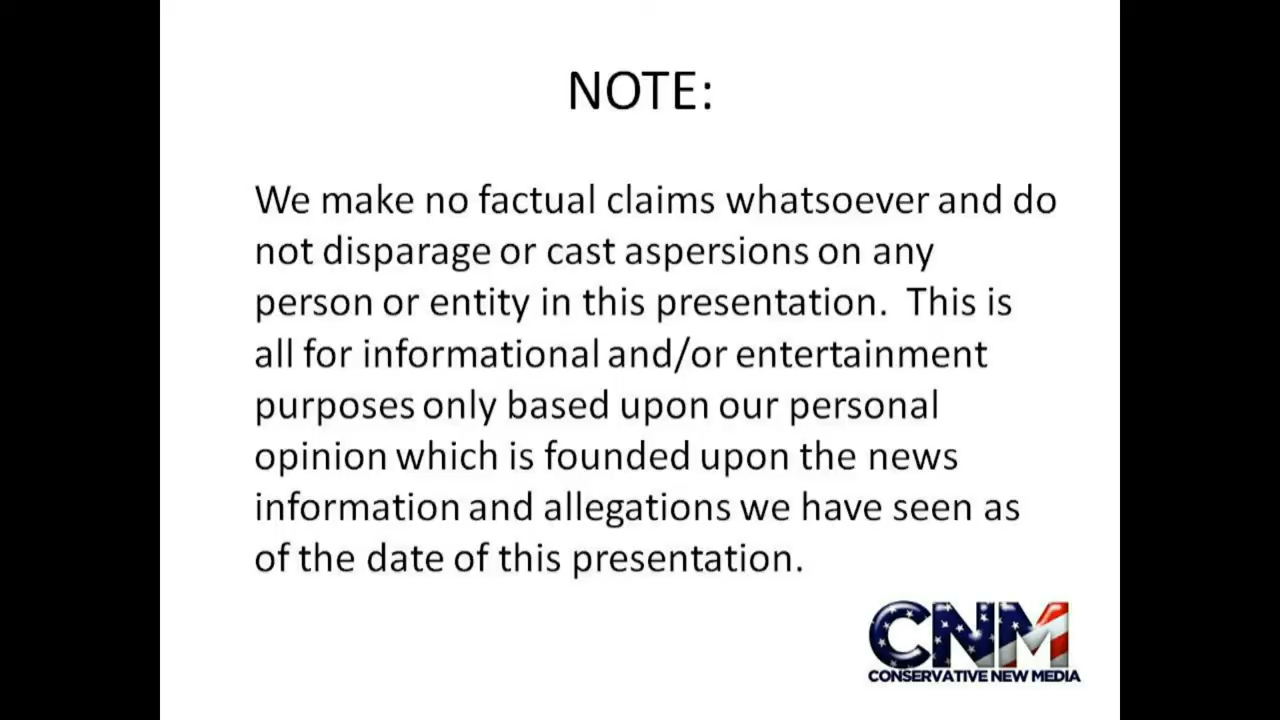 NOTE:
We make no factual claims whatsoever and do
not disparage or cast aspersions on any
person or entity in this presentation.  This is
all for informational and/or entertainment
purposes only based upon our personal
opinion which is founded upon the news
information and allegations we have seen as
of the date of this presentation.
CNM
CONSERVATIVE NEW MEDIA